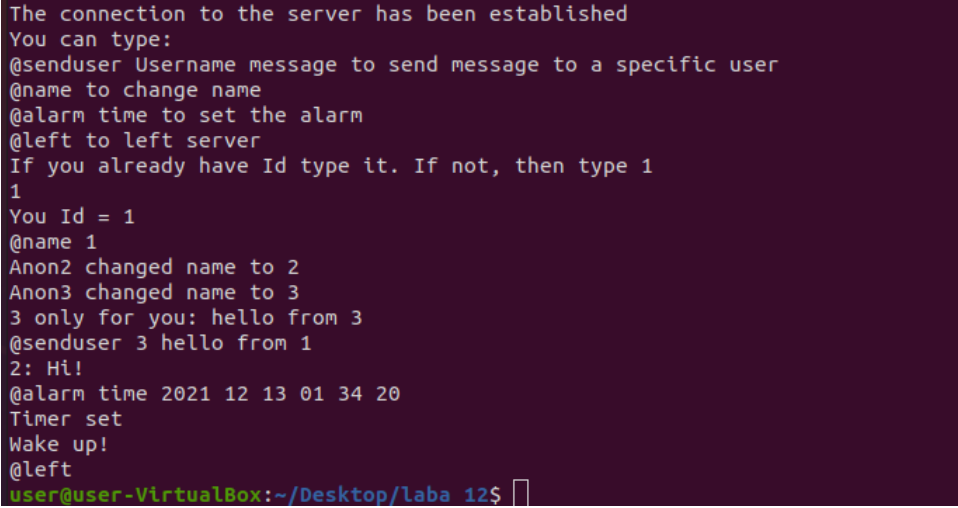 The connection to the server has been established
You can type:
@senduser Username message to send message to a specific user
@name to change name
@alarm time to set the alarm
@left to left server
If you already have Id type it. If not, then type 1
1
You Id = 1
@name 1
Anon2 changed name to 2
Anon3 changed name to 3
3 only for you: hello from 3
@senduser 3 hello from 1
2: Hi!
@alarm time 2021 12 13 01 34 20
Timer set
Wake up!
@left
user@user-VirtualBox:~/Desktop/laba 12$